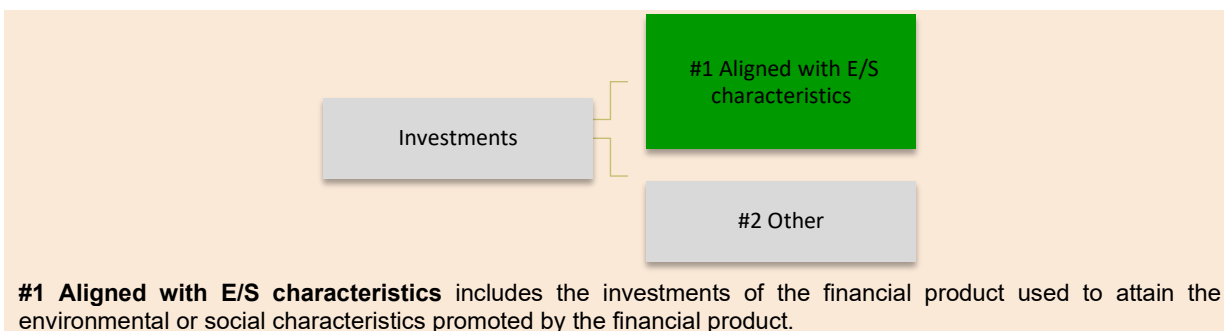 #1 Aligned with E/S
characteristics
Investments
#2 Other
#1 Aligned with E/S characteristics includes the investments of the financial product used to attain the
environmental or social characteristics promoted by the financial product.